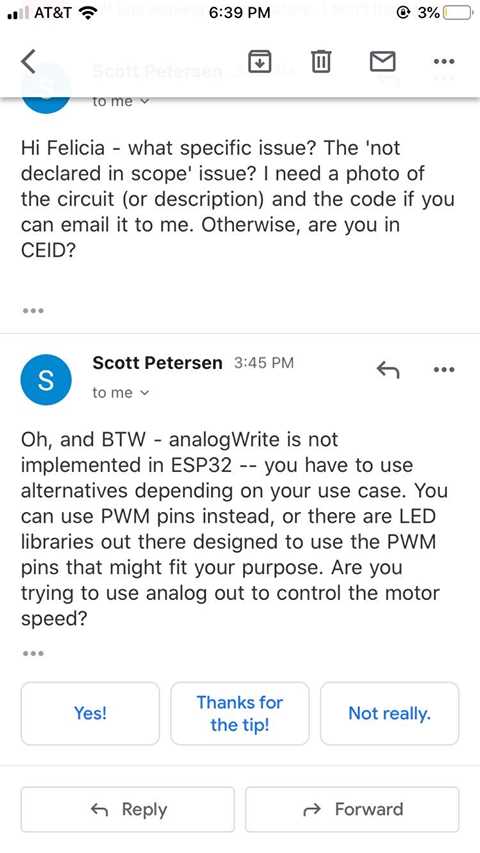 AT&T 6:39 PM 3%
Scott Petersen
to me
Hi Felicia - what specific issue? The 'not
declared in scope' issue? I need a photo of
the circuit (or description) and the code if you
can email it to me. Otherwise, are you in
CEID?
S Scott Petersen 3:45 PM
to me
Oh, and BTW - analogWrite is not
implemented in ESP32 -- you have to use
alternatives depending on your use case. You
can use PWM pins instead, or there are LED
libraries out there designed to use the PWM
pins that might fit your purpose. Are you
trying to use analog out to control the motor
speed?
Yes! Thanks for
the tip! Not really.
Reply Forward